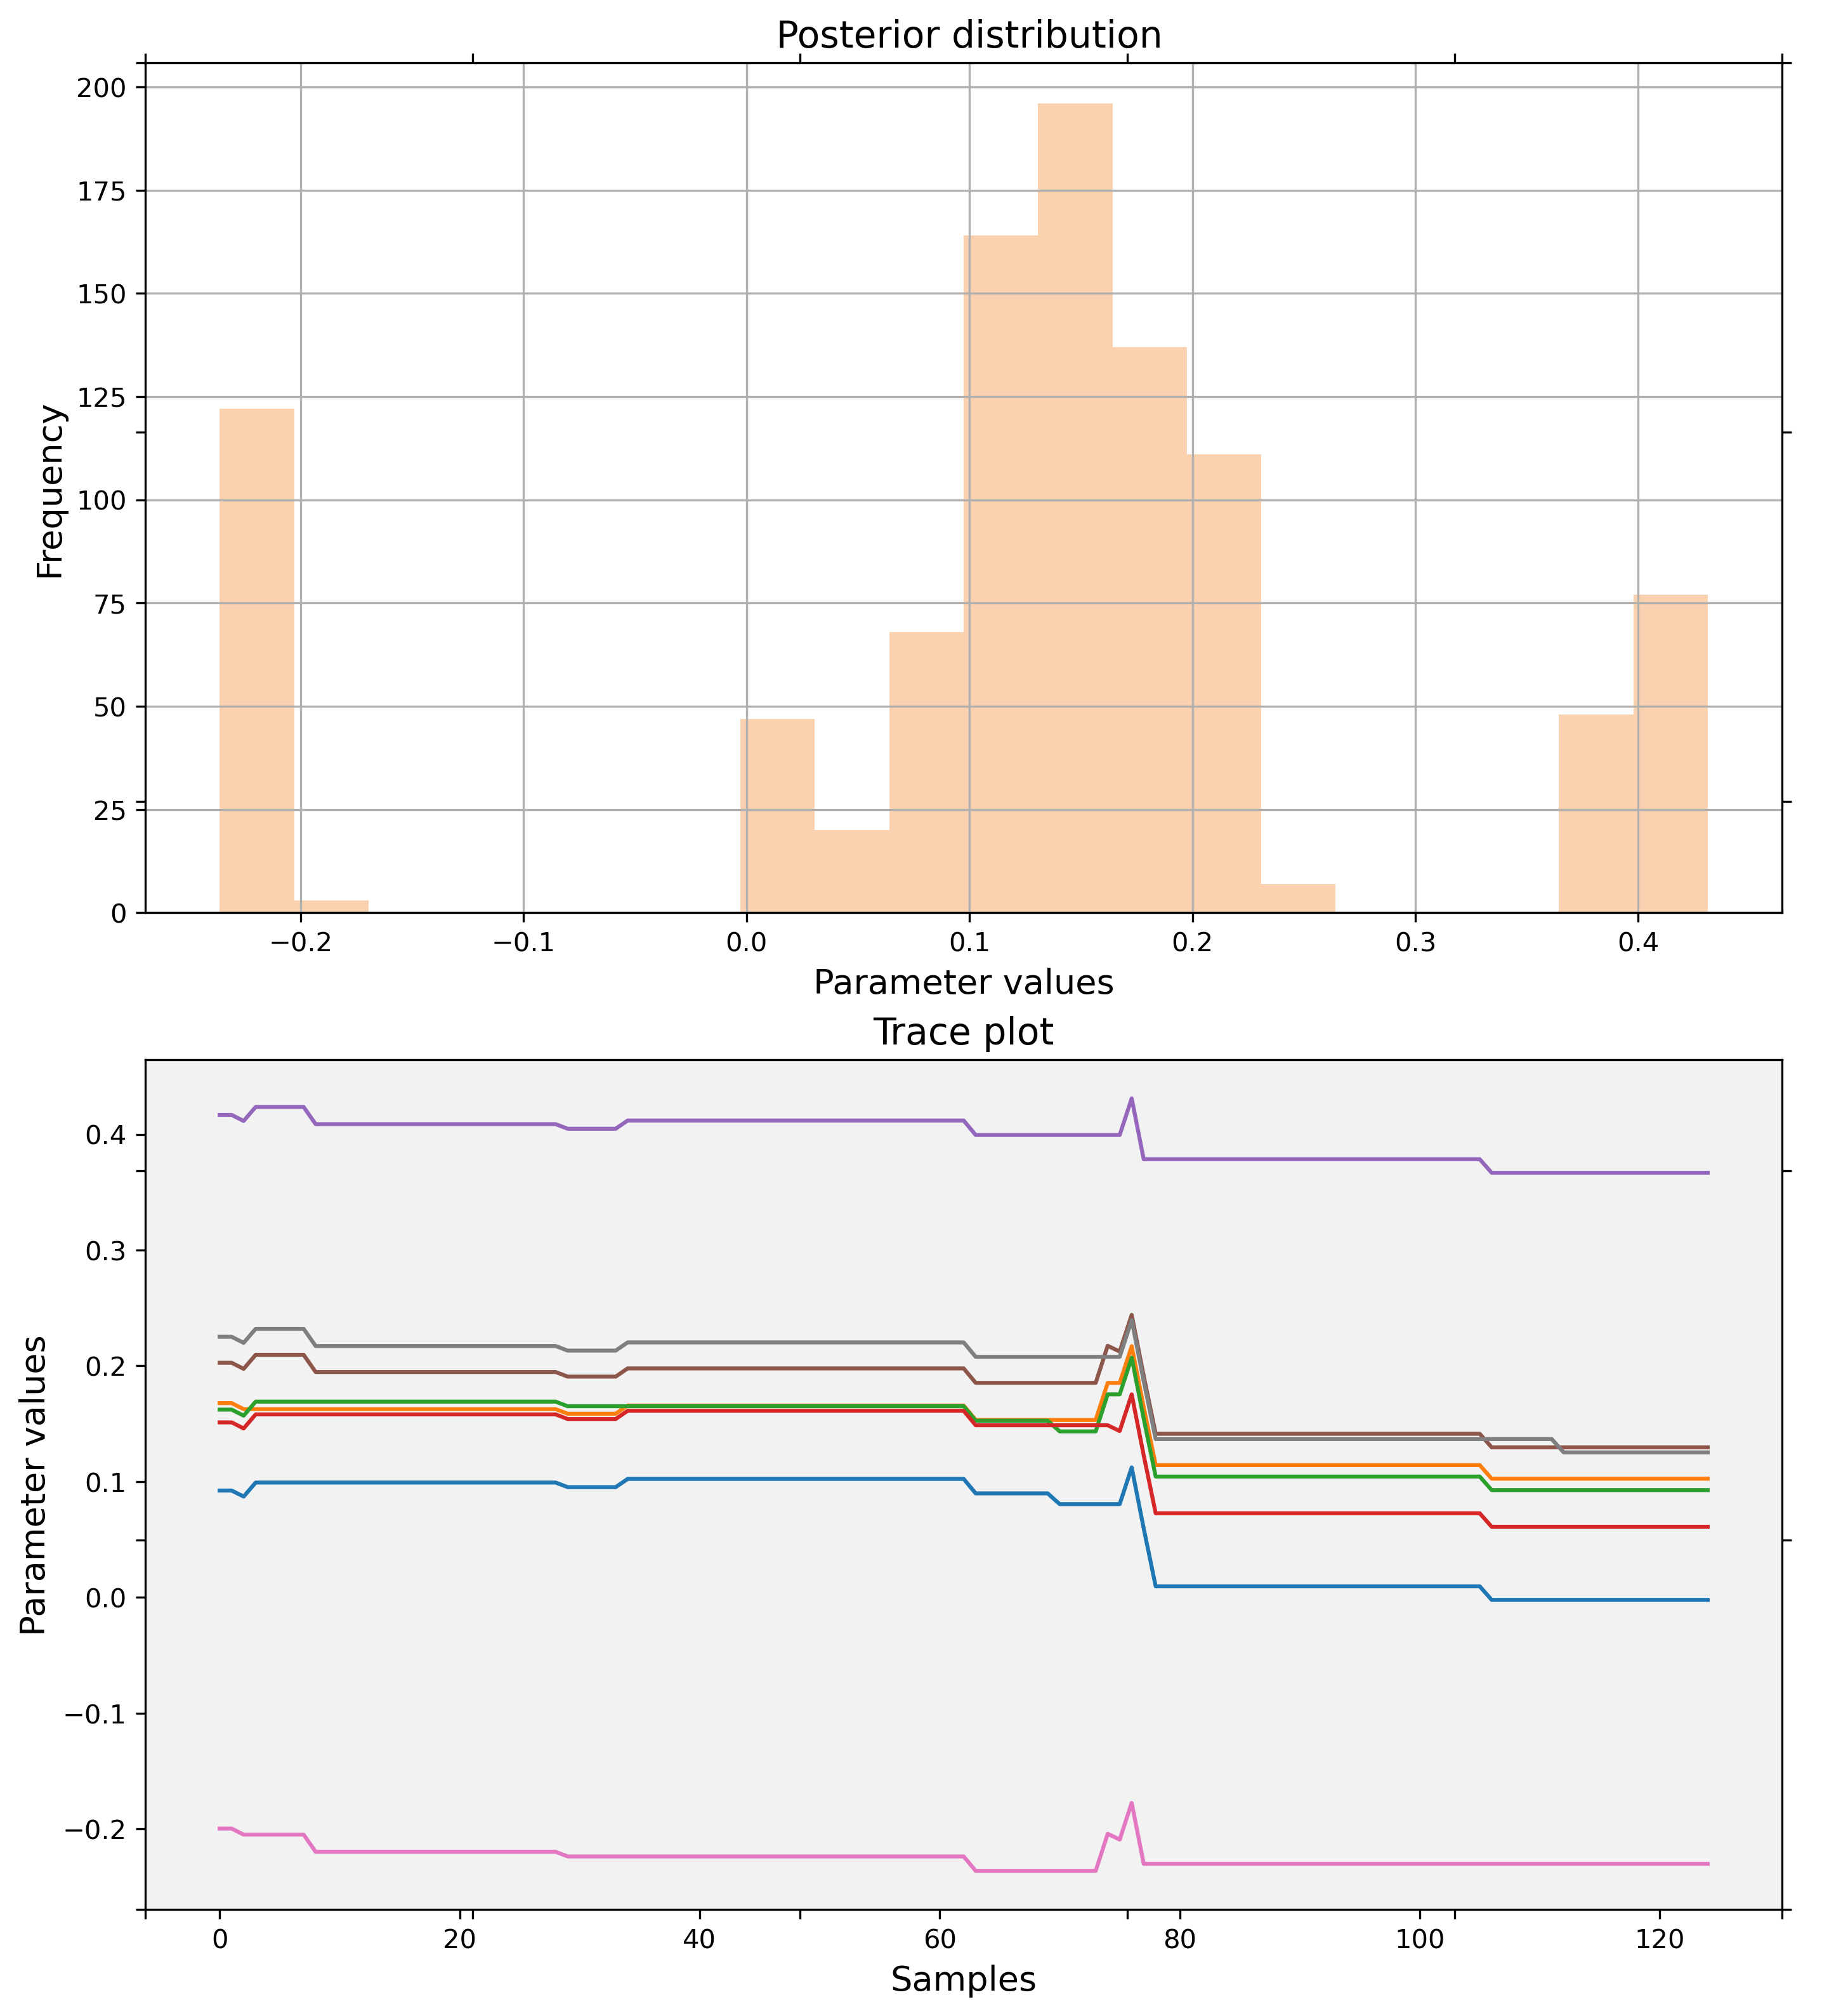 Posterior distribution
200
175
150
125
100
75
50
25
0
Frequency
−0.2 −0.1 0.0 0.1 0.2 0.3 0.4
Parameter values
Trace plot
0.4
0.3
0.2
0.1
0.0
−0.1
−0.2
Parameter values
0 20 40 60 80 100 120
Samples